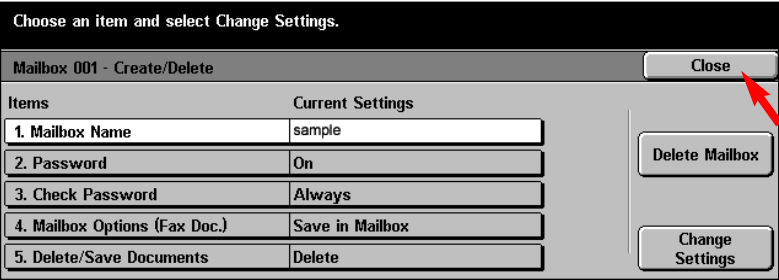 Choose an item and select Change Settings.
Mailbox 001 - Create/Delete
Close
Items Current Settings
1. Mailbox Name sample
2. Password On
3. Check Password Always
4. Mailbox Options (Fax Doc.) Save in Mailbox
5. Delete/Save Documents Delete
Delete Mailbox
Change
Settings